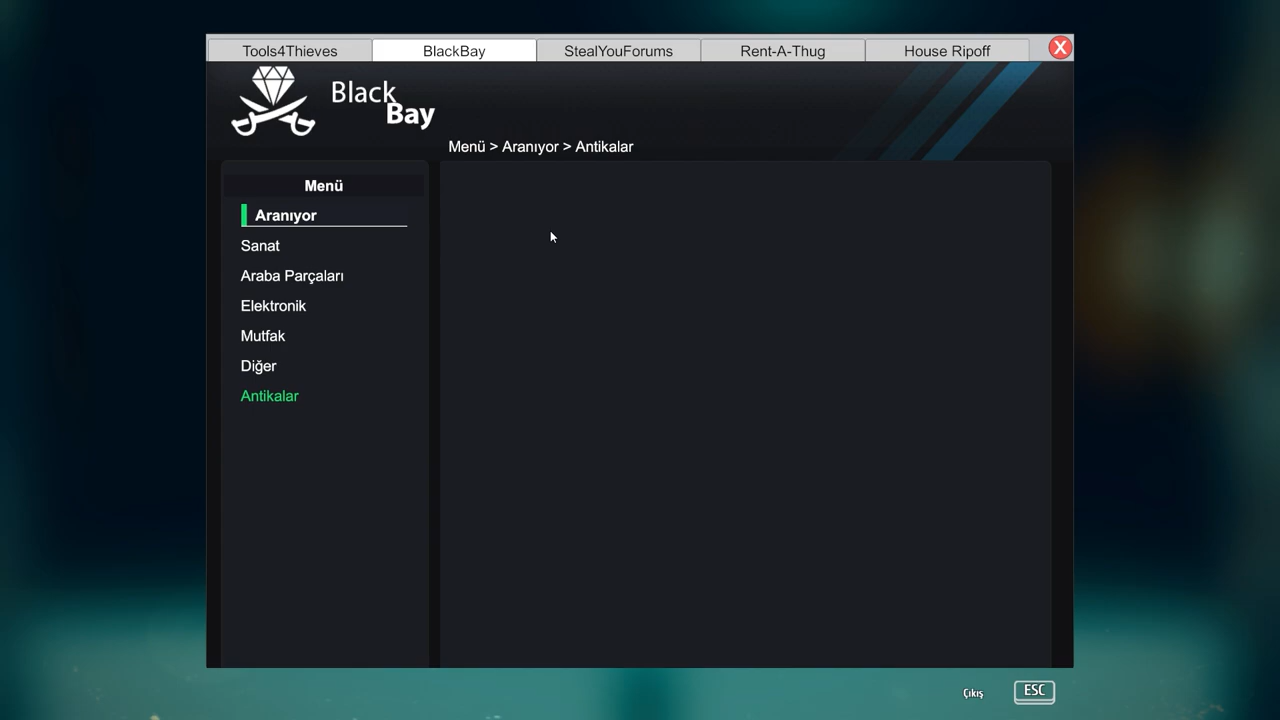 Tools4Thieves
BlackBay
StealYouForums
Rent-A-Thug
House Ripoff
X
Black
Bay
Menü > Aranıyor > Antikalar
Menü
Aranıyor
Sanat
Araba Parçaları
Elektronik
Mutfak
Diğer
Antikalar
Çıkış
ESC